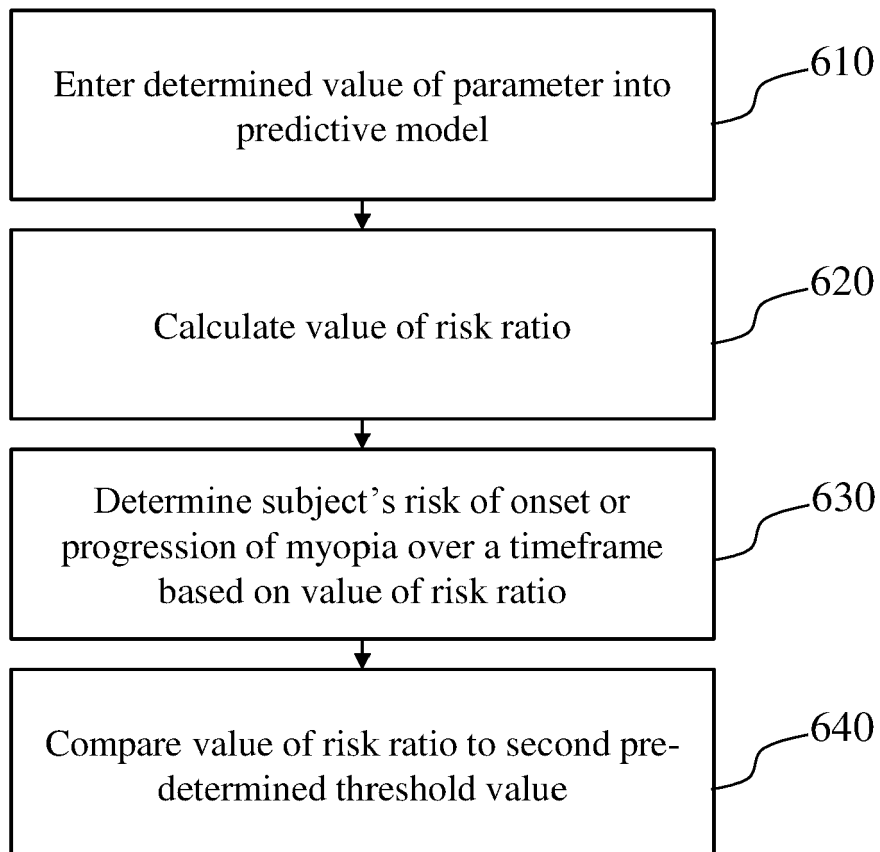 Enter determined value of parameter into
predictive model
610
Calculate value of risk ratio
620
Determine subject’s risk of onset or
progression of myopia over a timeframe
based on value of risk ratio
630
Compare value of risk ratio to second pre-
determined threshold value
640